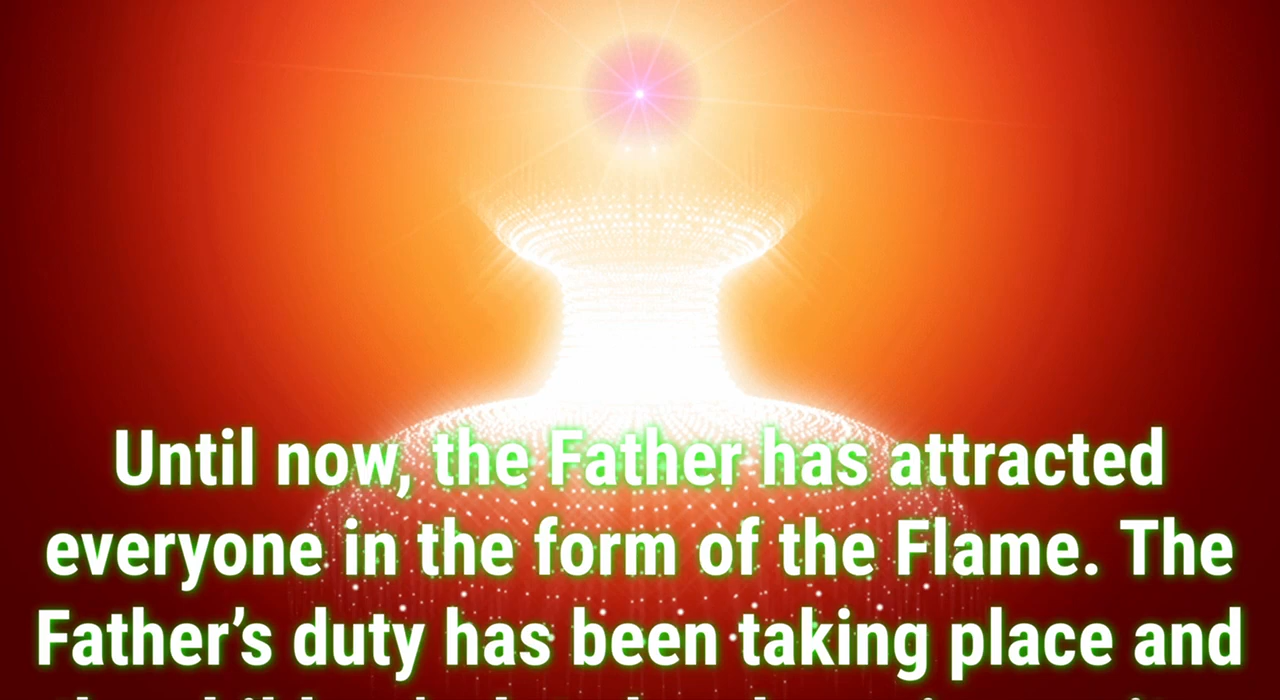 Until now, the Father has attracted
everyone in the form of the Flame. The
Father’s duty has been taking place and